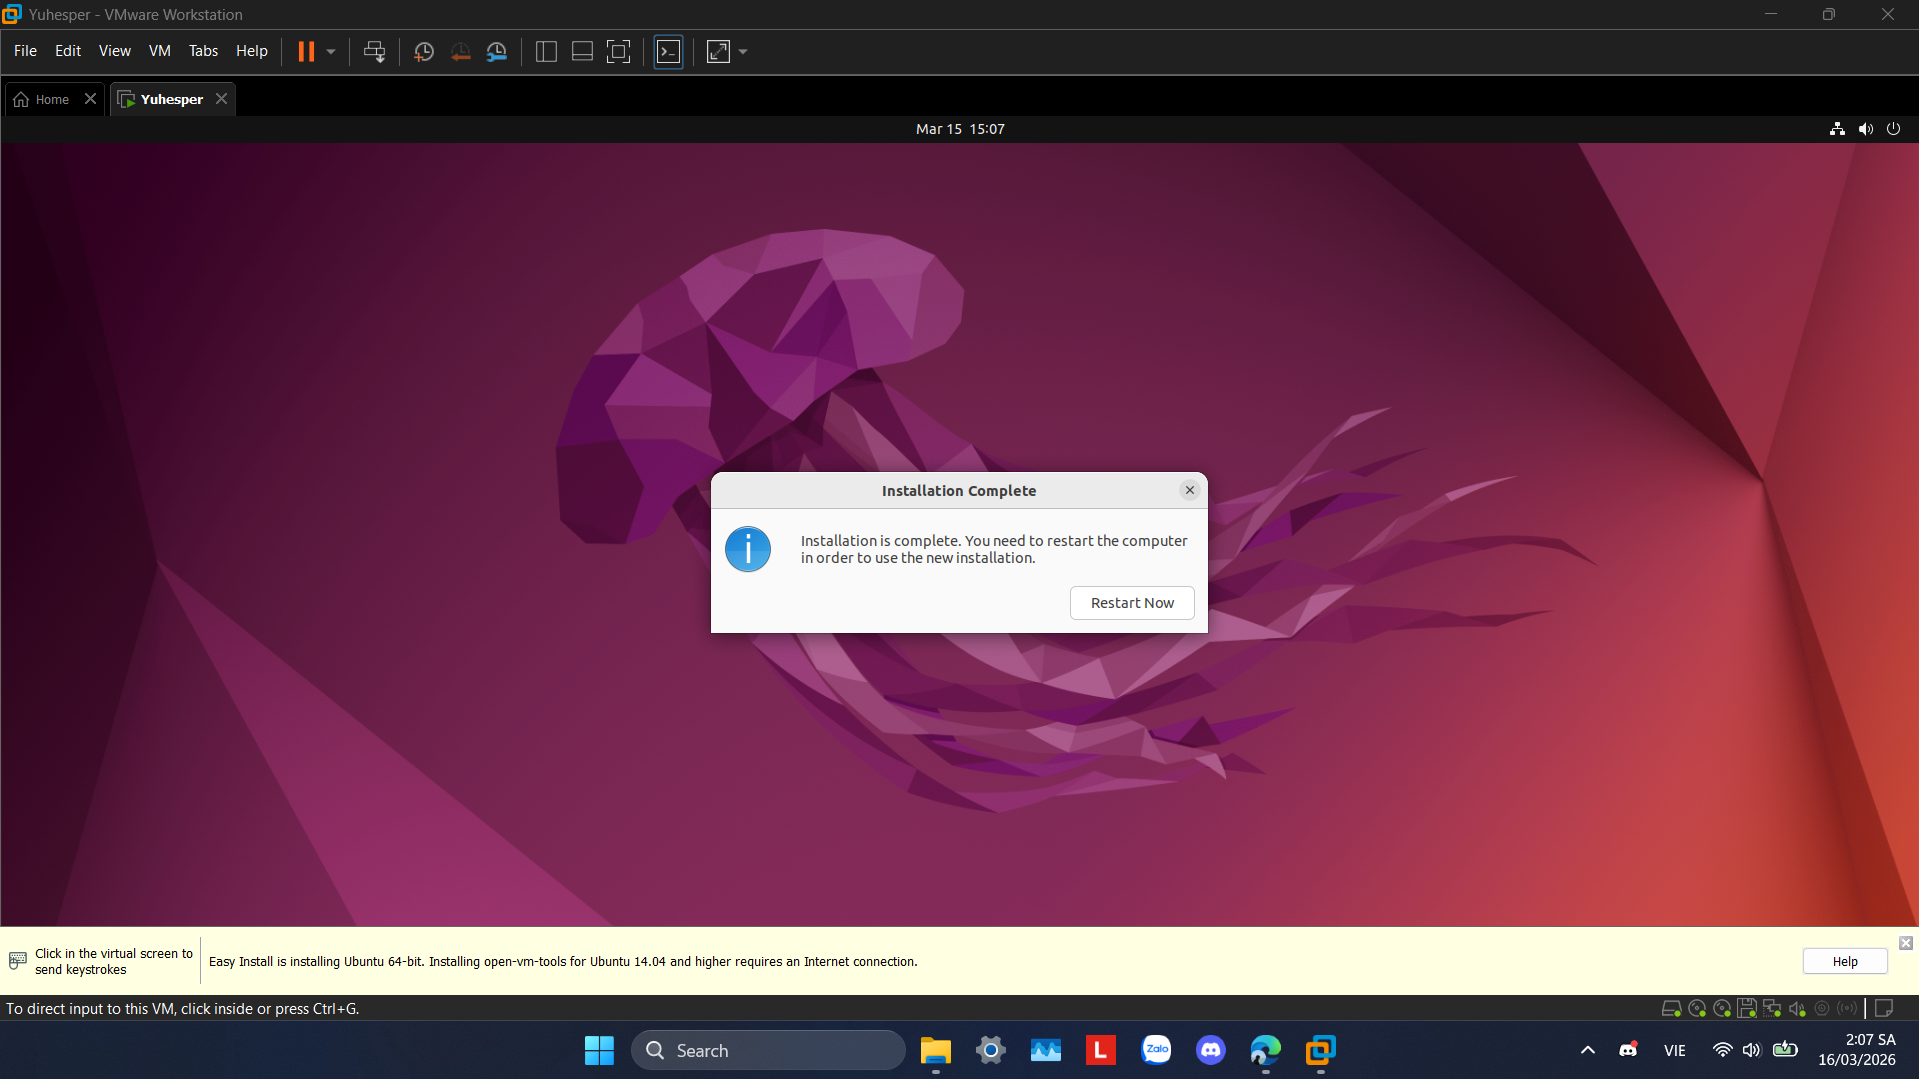 Yuhesper - VMware Workstation
File Edit View VM Tabs Help
Home Yuhesper
Mar 15 15:07
Installation Complete
Installation is complete. You need to restart the computer
in order to use the new installation.
Restart Now
Click in the virtual screen to
send keystrokes
Easy Install is installing Ubuntu 64-bit. Installing open-vm-tools for Ubuntu 14.04 and higher requires an Internet connection.
Help
To direct input to this VM, click inside or press Ctrl+G.
Search
L
Zalo
VIE
2:07 SA
16/03/2026